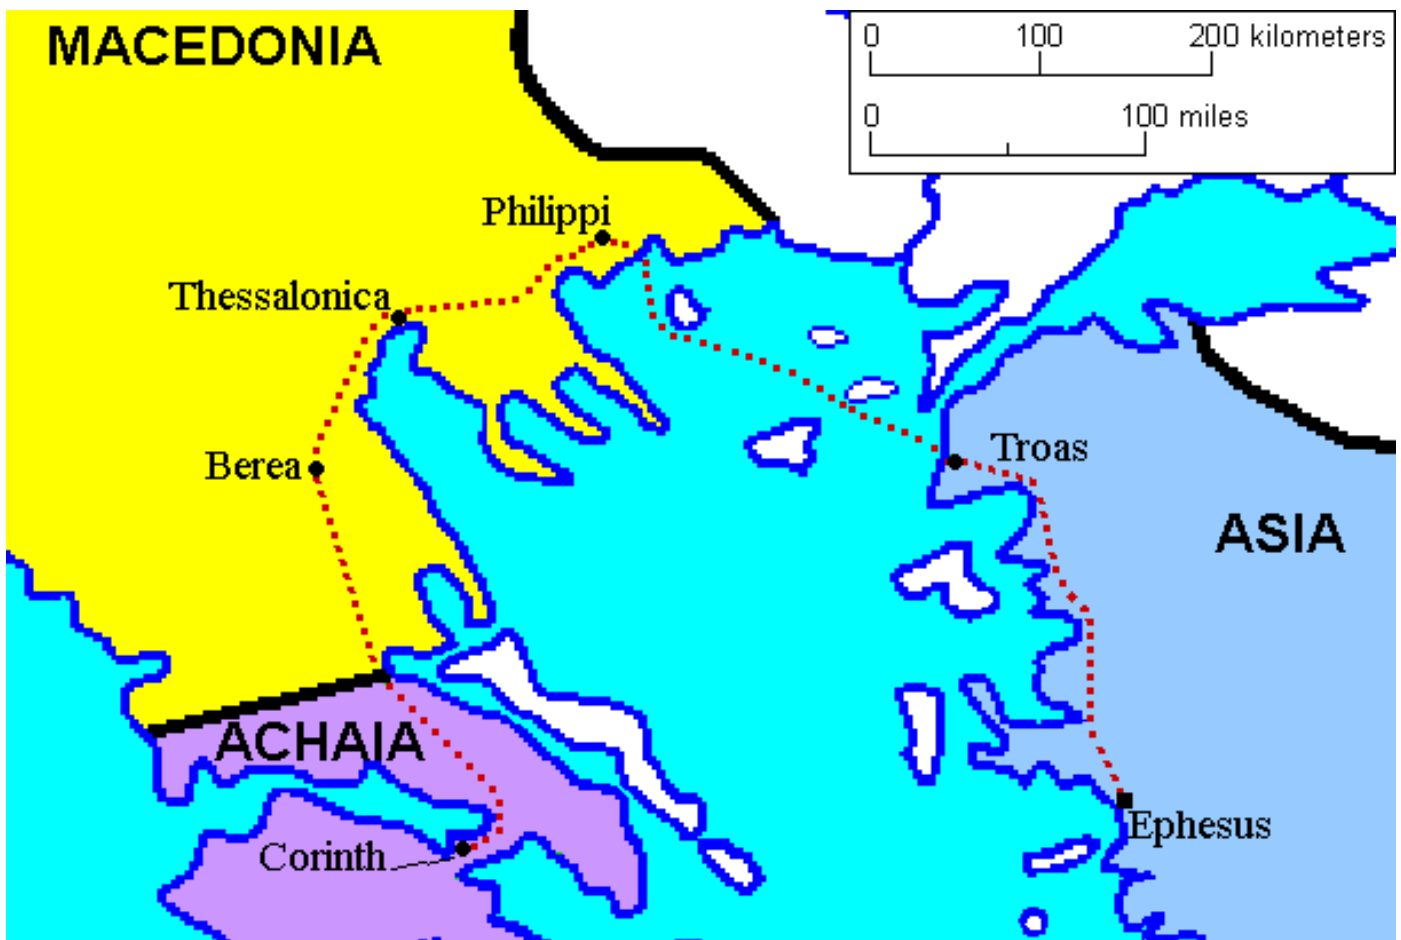 MACEDONIA
0 100 200 kilometers
0 100 miles
Philippi
Thessalonica
Berea
Troas
ASIA
ACHAIA
Ephesus
Corinth